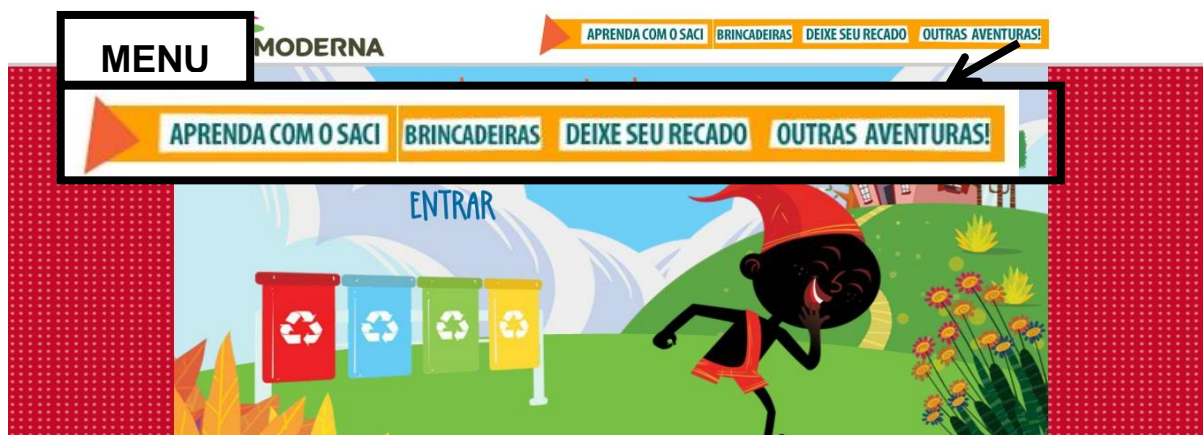 MENU
MODERNA
APRENDA COM O SACI BRINCADEIRAS DEIXE SEU RECADO OUTRAS AVENTURAS!
APRENDA COM O SACI BRINCADEIRAS DEIXE SEU RECADO OUTRAS AVENTURAS!
ENTRAR